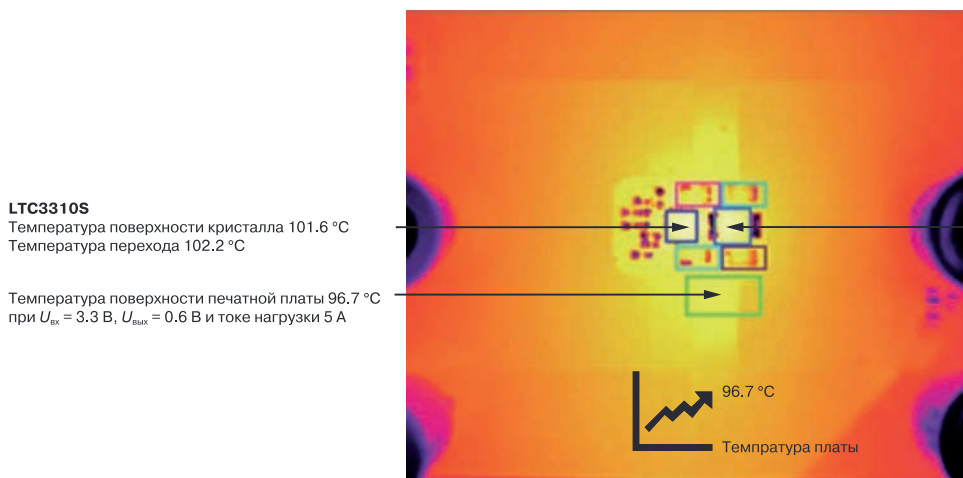 LTC3310S
Температура поверхности кристалла 101.6 °C
Температура перехода 102.2 °C
Температура поверхности печатной платы 96.7 °C
при Uвх = 3.3 В, Uвых = 0.6 В и токе нагрузки 5 А
96.7 °C
Темпратура платы